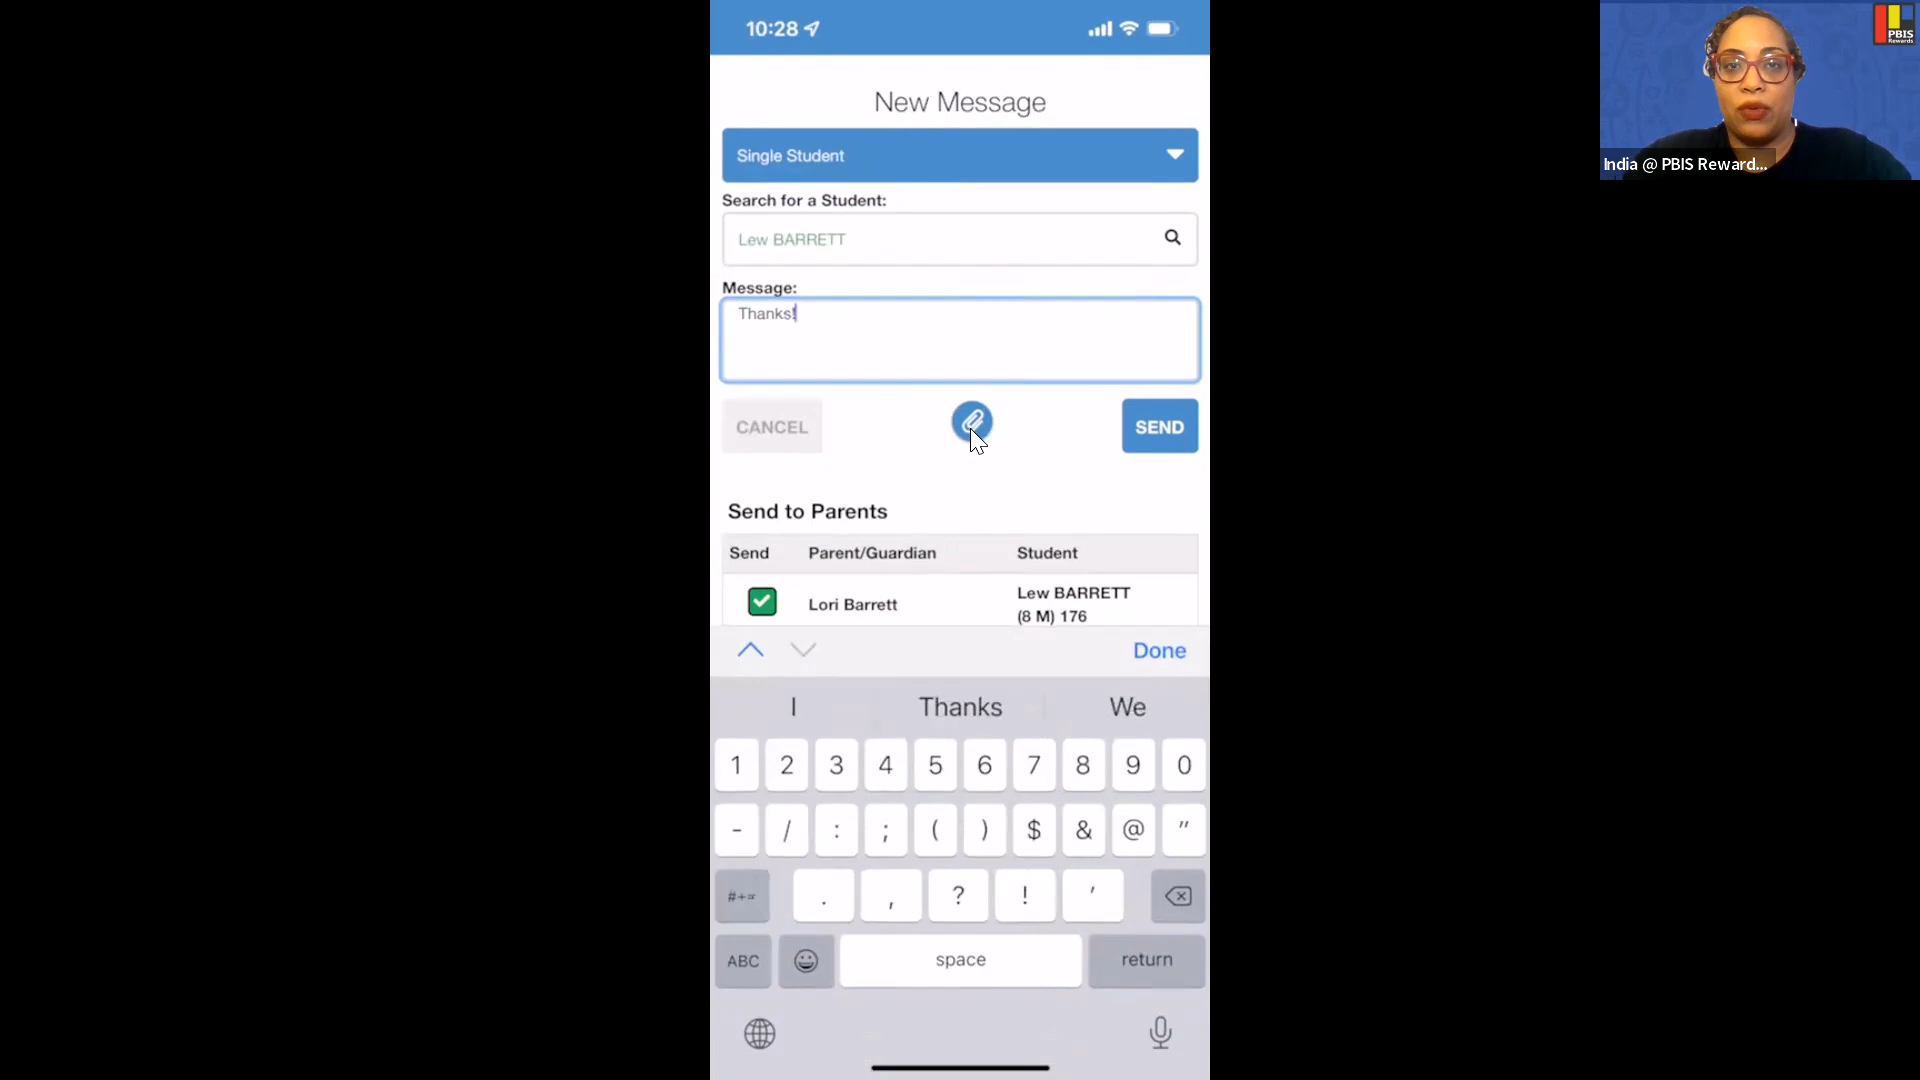 10:28
PBIS
Rewards
India @ PBIS Reward...
New Message
Single Student
Search for a Student:
Lew BARRETT
Message:
Thanks!
CANCEL
SEND
Send to Parents
Send Parent/Guardian Student
Lori Barrett
Lew BARRETT
(8 M) 176
Done
I Thanks We
1 2 3 4 5 6 7 8 9 0
- / : ; ( ) $ & @ "
#+= . , ? ! '
ABC space return